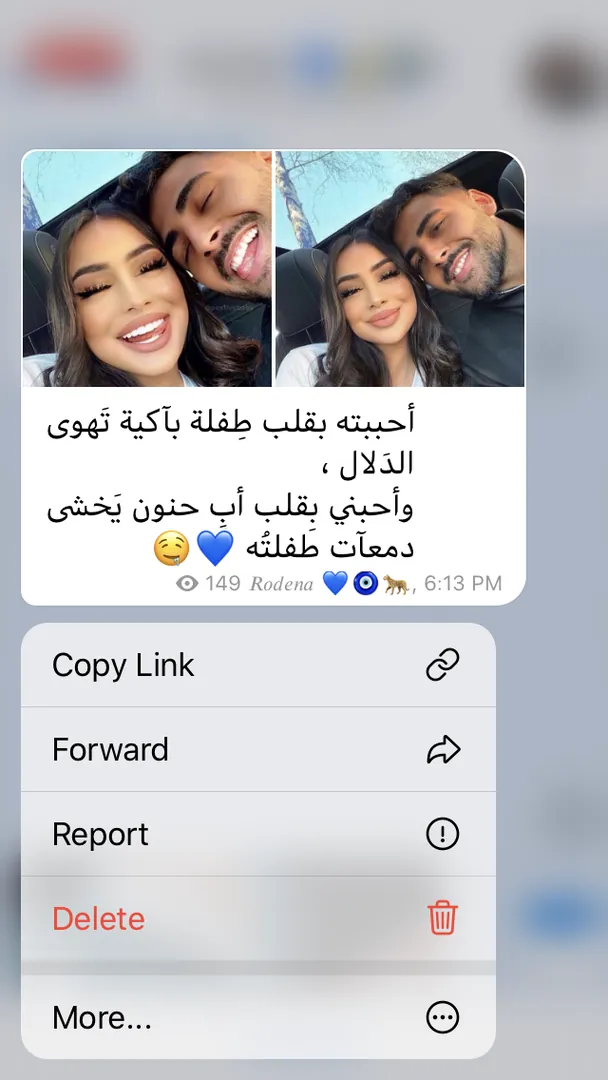 أحببته بقلب طِفلة بآكية تَهوى
الدَلال ،
وأحبني بِقلب أبِ حنون يَخشى
دمعآت طَفلتُه 💙🤤
149 Rodena 💙🧿🐆, 6:13 PM
Copy Link
Forward
Report
Delete
More...